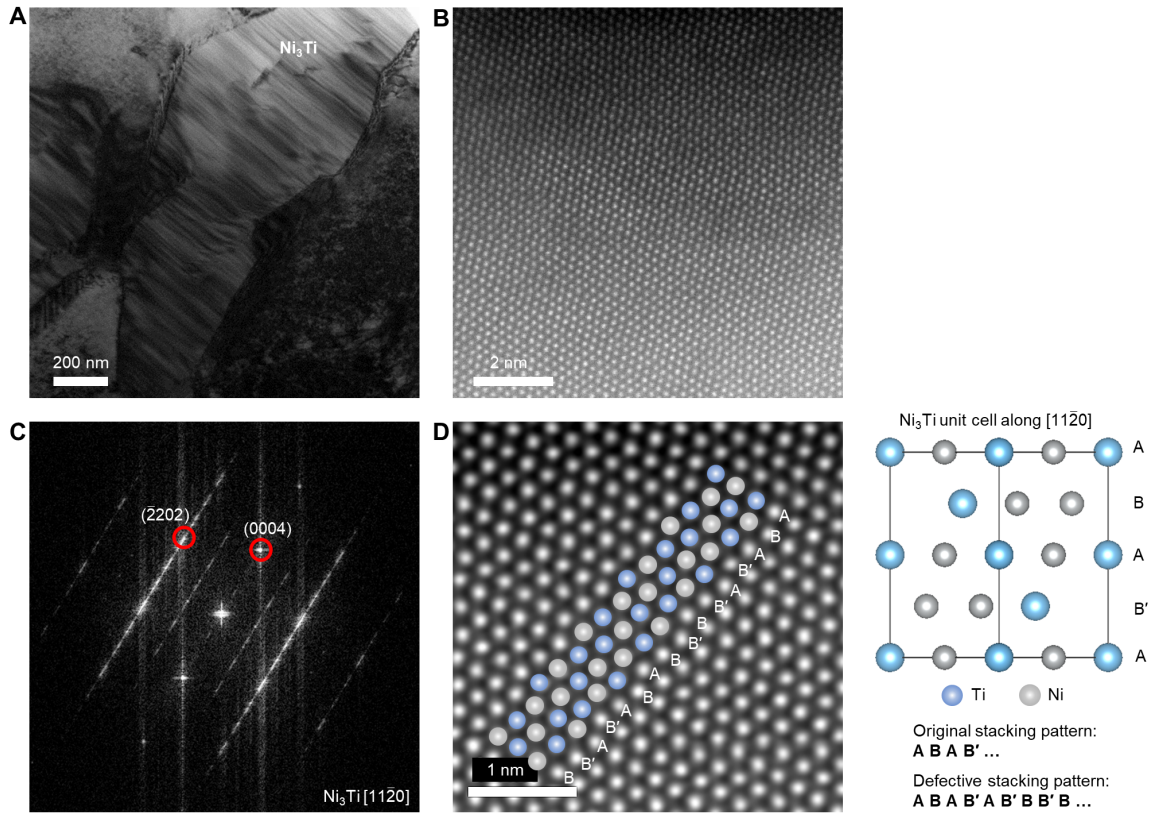 A
Ni₃Ti
200 nm
B
2 nm
C
(2̅202)
(0004)
Ni₃Ti [112̅0]
D
A
B
A
B′
A
B′
B
B′
B
A
B
A
B′
A
B′
B
1 nm
Ni₃Ti unit cell along [112̅0]
A
B
A
B′
A
Ti
Ni
Original stacking pattern:
A B A B′ ...
Defective stacking pattern:
A B A B′ A B′ B B′ B ...